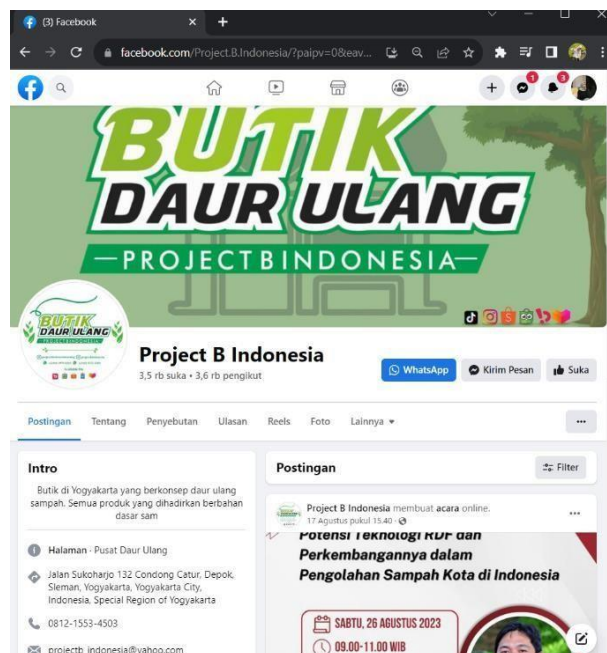 (3) Facebook
facebook.com/Project.B.Indonesia/?paipv=0&eav...
1
3
BUTIK
DAUR ULANG
PROJECTBINDONESIA
BUTIK
DAUR ULANG
PROJECTBINDONESIA
Project B Indonesia
3,5 rb suka • 3,6 rb pengikut
WhatsApp
Kirim Pesan
Suka
Postingan Tentang Penyebutan Ulasan Reels Foto Lainnya
Intro
Butik di Yogyakarta yang berkonsep daur ulang
sampah. Semua produk yang dihadirkan berbahan
dasar sam
Halaman · Pusat Daur Ulang
Jalan Sukoharjo 132 Condong Catur, Depok,
Sleman, Yogyakarta, Yogyakarta City,
Indonesia, Special Region of Yogyakarta
0812-1553-4503
projectb_indonesia@yahoo.com
Postingan
Filter
Project B Indonesia membuat acara online.
17 Agustus pukul 15.40
Potensi Teknologi RDF dan
Perkembangannya dalam
Pengolahan Sampah Kota di Indonesia
SABTU, 26 AGUSTUS 2023
09.00-11.00 WIB